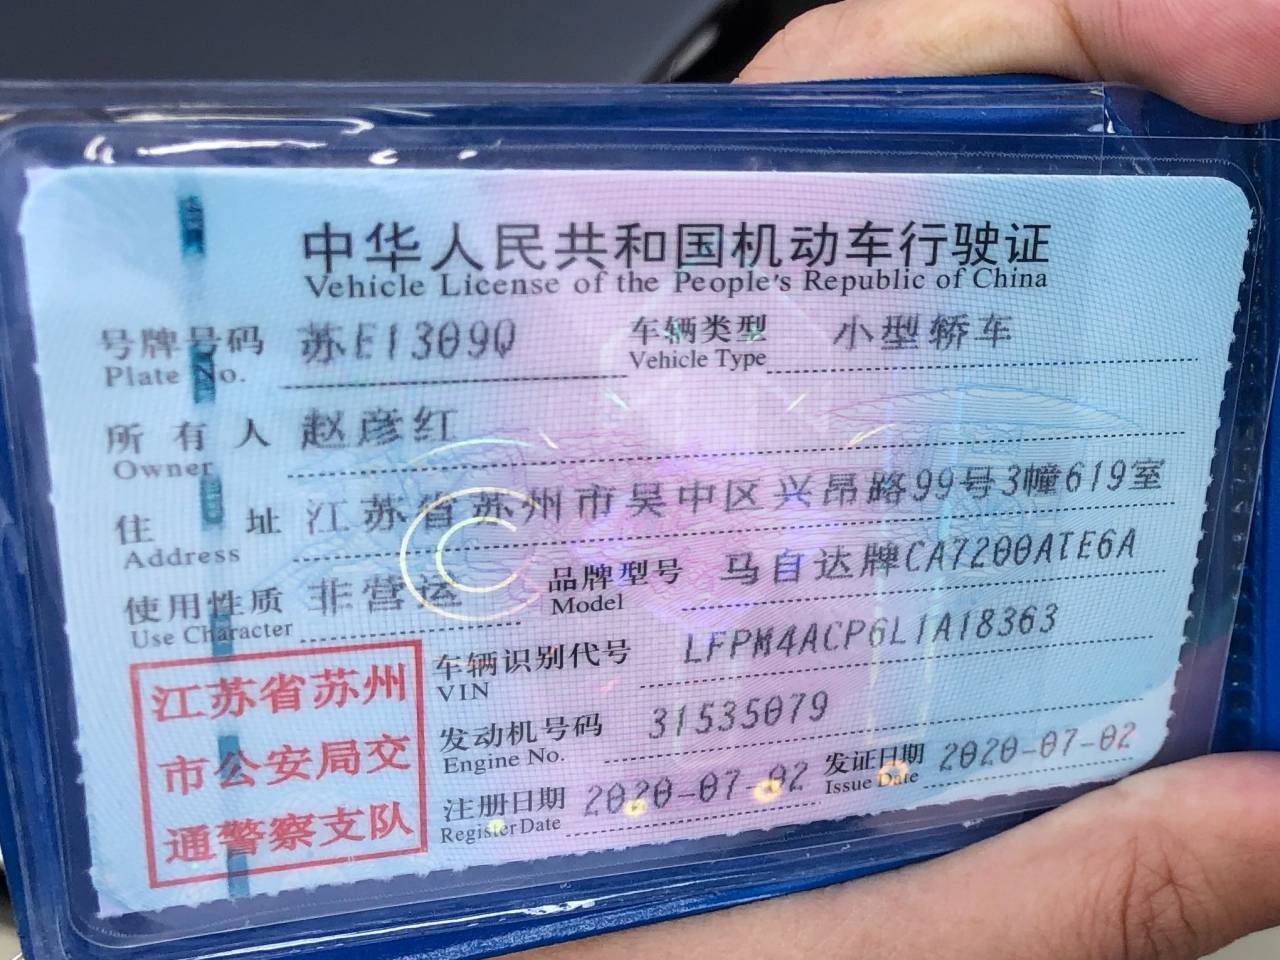 中华人民共和国机动车行驶证
Vehicle License of the People's Republic of China
号牌号码 苏E1309Q 车辆类型 小型轿车
Plate No. Vehicle Type
所有人 赵彦红
Owner
住址 江苏省苏州市吴中区兴昂路99号3幢619室
Address
使用性质 非营运 品牌型号 马自达牌CA7200ATE6A
Use Character Model
车辆识别代号 LFPM4ACP6L1A18363
VIN
发动机号码 31535079
Engine No.
注册日期 2020-07-02 发证日期 2020-07-02
Register Date Issue Date
江苏省苏州
市公安局交
通警察支队